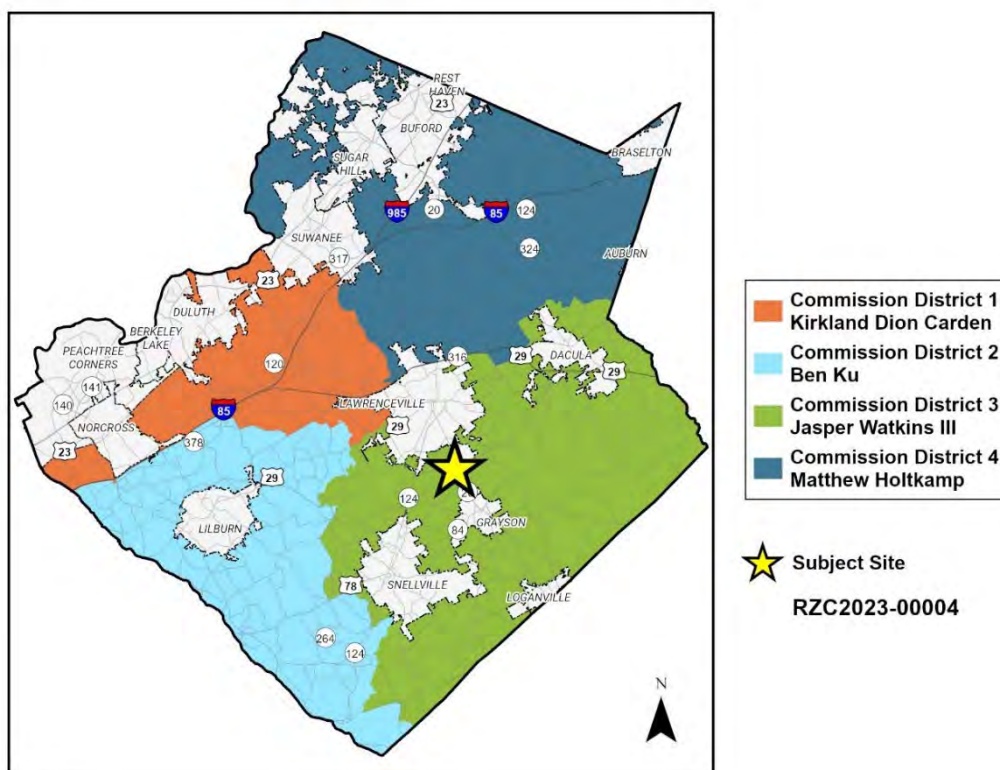 REST
HAVEN
23
BUFORD
BRASELTON
SUGAR
HILL
985
20
85
124
SUWANEE
317
324
AUBURN
23
DULUTH
BERKELEY
LAKE
PEACHTREE
CORNERS
141
140
120
316
29
DACULA
29
LAWRENCEVILLE
85
29
NORCROSS
378
23
29
LILBURN
124
GRAYSON
84
78
SNELLVILLE
LOGANVILLE
264
124
N
Commission District 1
Kirkland Dion Carden
Commission District 2
Ben Ku
Commission District 3
Jasper Watkins III
Commission District 4
Matthew Holtkamp
Subject Site
RZC2023-00004